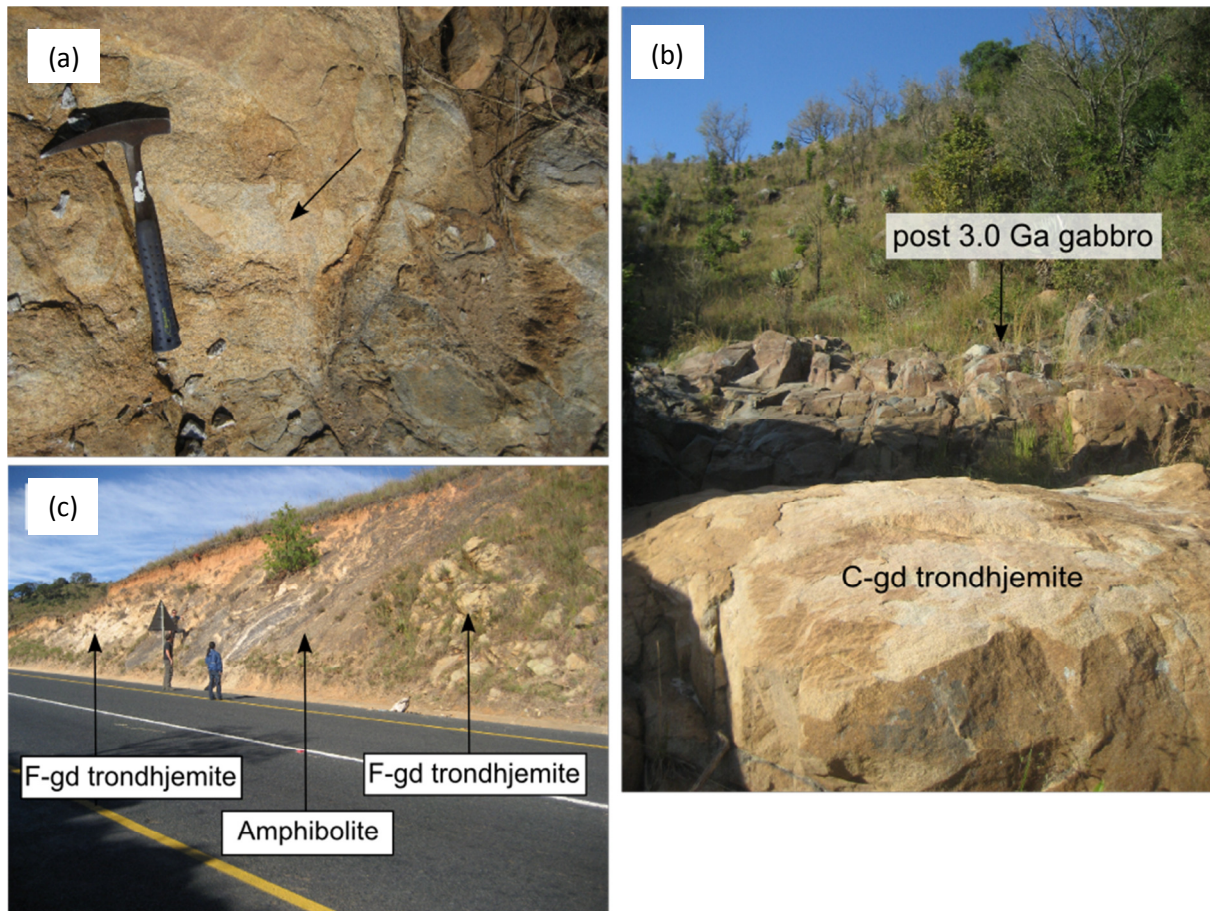 (a)
(b)
post 3.0 Ga gabbro
C-gd trondhjemite
(c)
F-gd trondhjemite
F-gd trondhjemite
Amphibolite